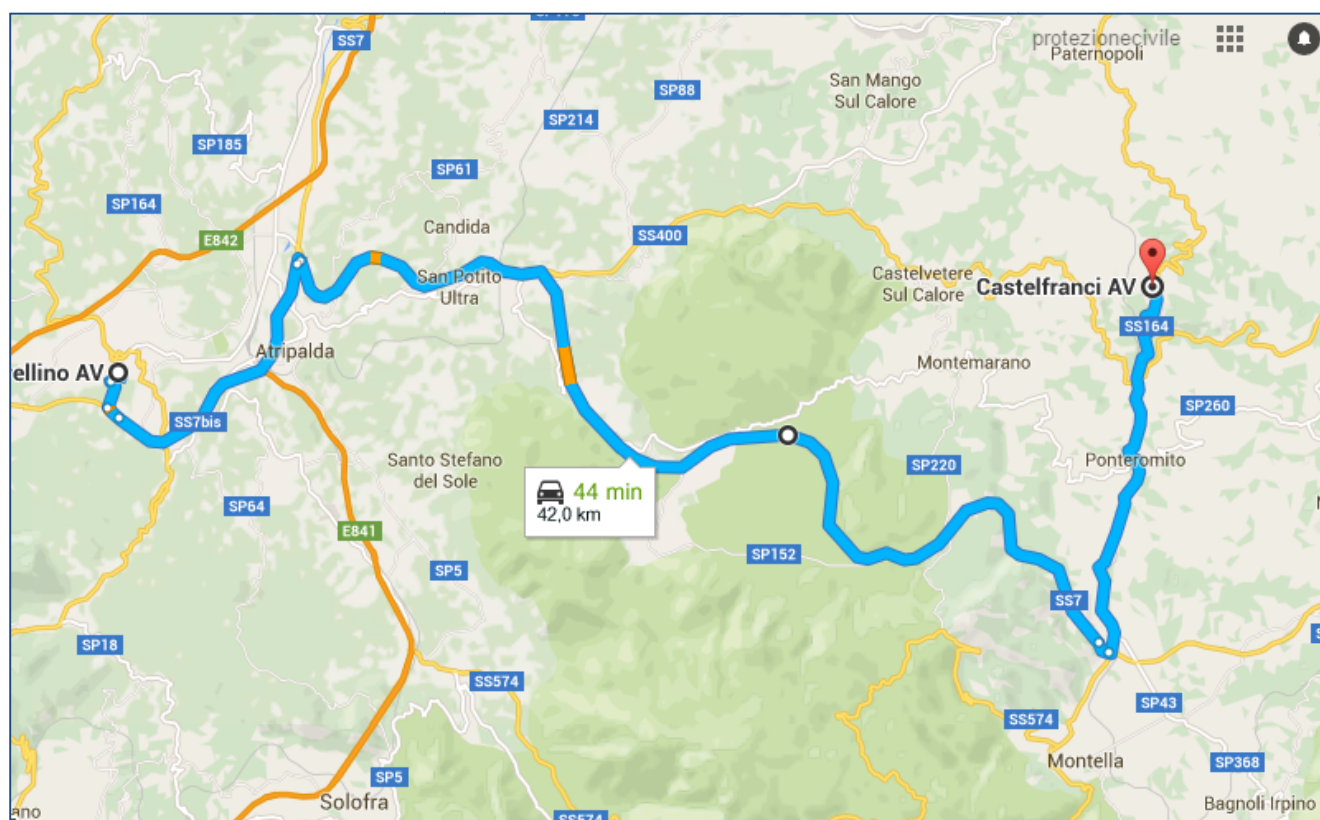 SS7
protezionecivile
Paternopoli
San Mango
Sul Calore
SP88
SP214
SP185
SP61
SP164
Candida
E842
SS400
San Potito
Ultra
Castelvetere
Sul Calore
Castelfranci AV
SS164
Atripalda
ellino AV
Montemarano
SS7bis
SP260
Santo Stefano
del Sole
SP220
Ponteromito
44 min
42,0 km
SP64
E841
SP152
SP5
SS7
SP18
SS574
SP43
SS574
Montella
SP5
SP368
Solofra
Bagnoli Irpino
ano
SS574